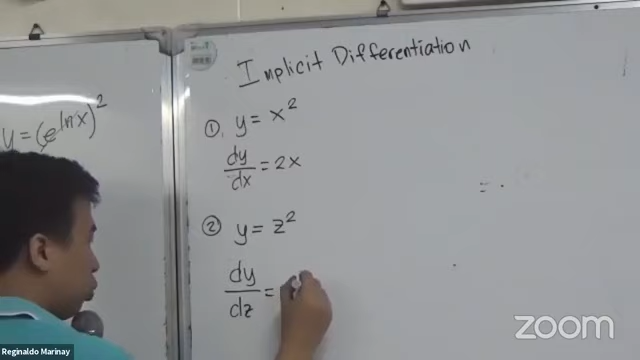 Implicit Differentiation
y = (e^{ln x})^2
① y = x^2
dy/dx = 2x
② y = z^2
dy/dz =
zoom
Reginaldo Marinay